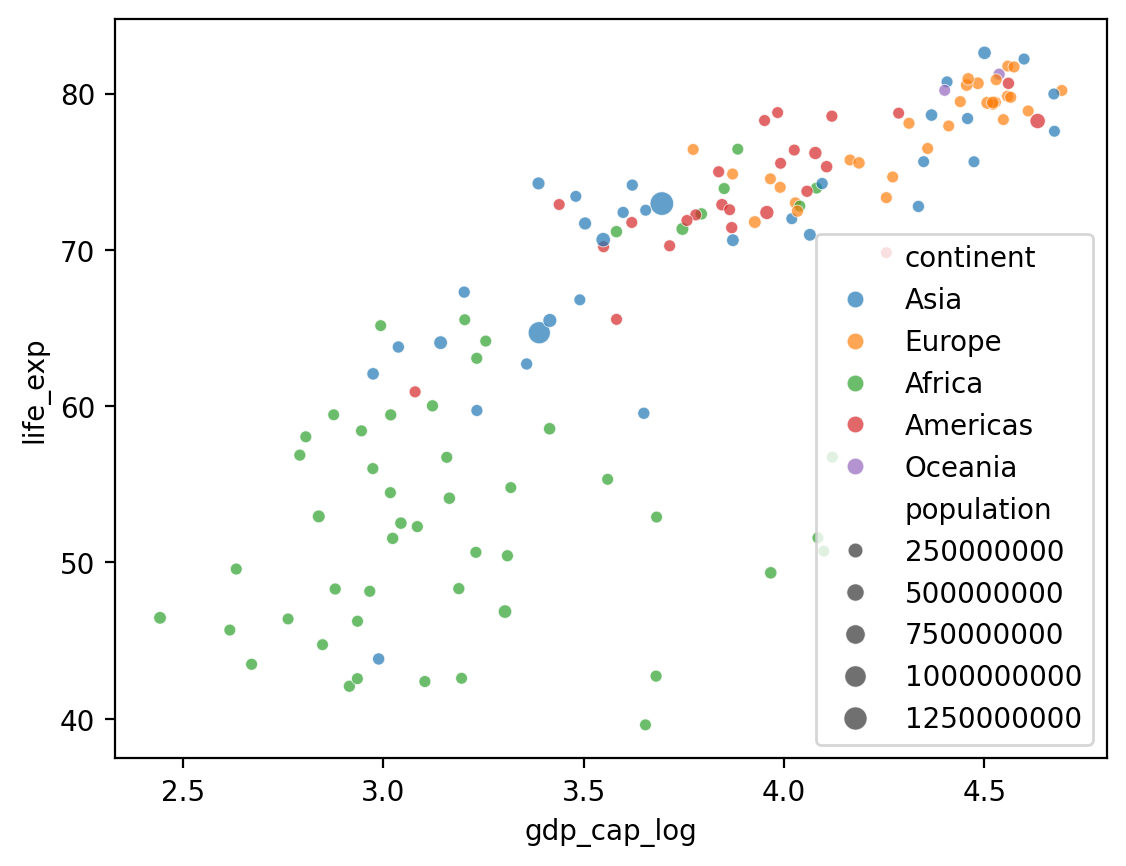 80
70
60
50
40
life_exp
continent
Asia
Europe
Africa
Americas
Oceania
population
250000000
500000000
750000000
1000000000
1250000000
2.5 3.0 3.5 4.0 4.5
gdp_cap_log